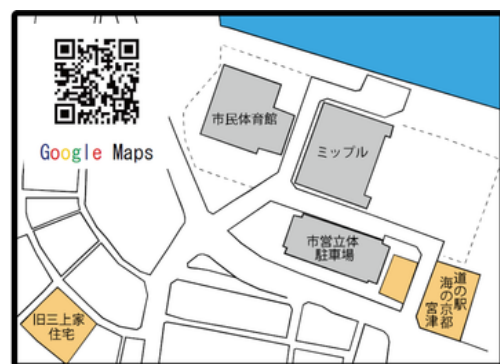 Google Maps
市民体育館
ミップル
市営立体
駐車場
道の駅
海の京都
宮津
旧三上家
住宅